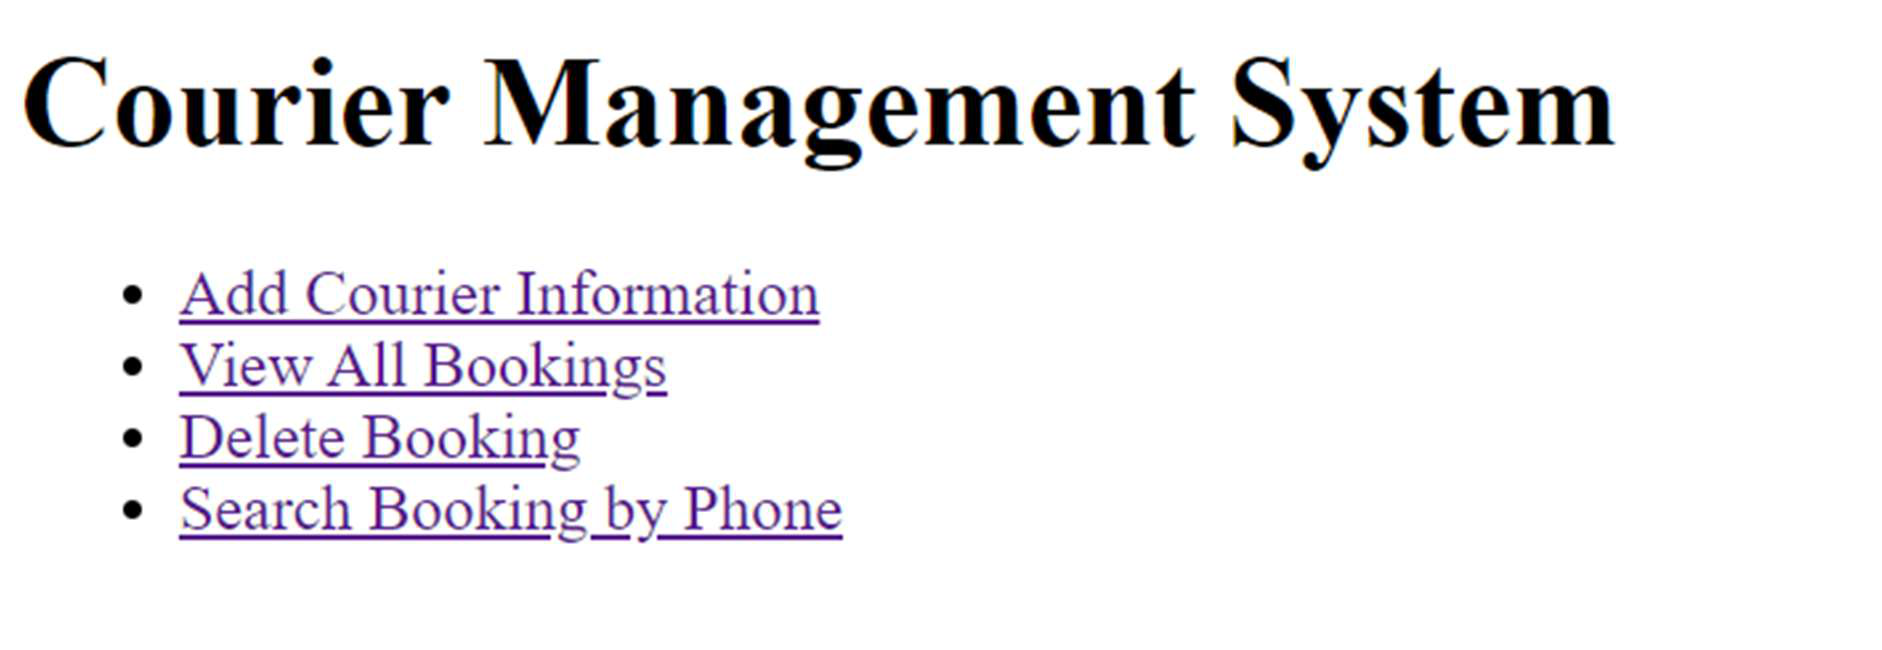 Courier Management System
Add Courier Information
View All Bookings
Delete Booking
Search Booking by Phone